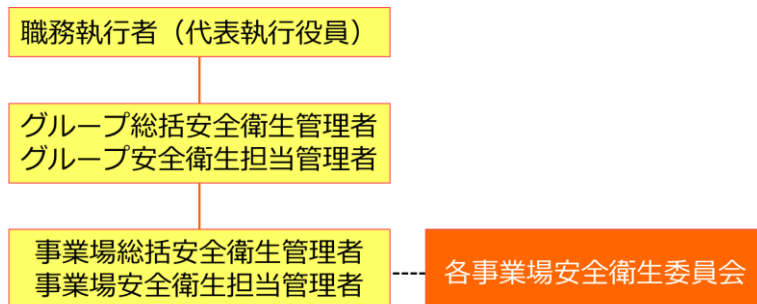 職務執行者（代表執行役員）
グループ総括安全衛生管理者
グループ安全衛生担当管理者
事業場総括安全衛生管理者
事業場安全衛生担当管理者
各事業場安全衛生委員会